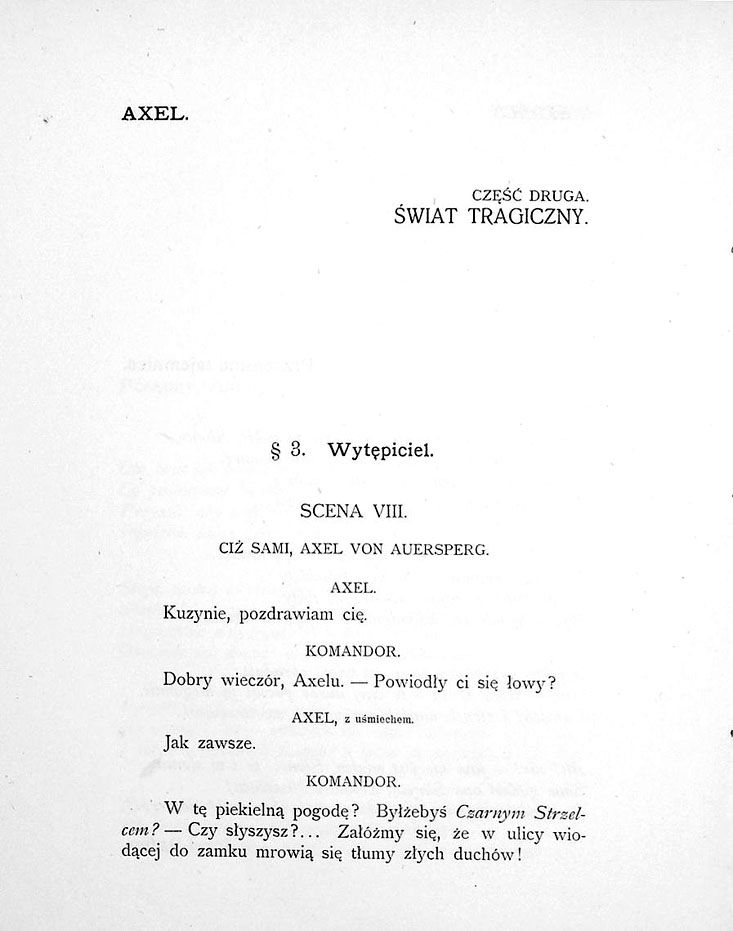 AXEL.
CZĘŚĆ DRUGA.
ŚWIAT TRAGICZNY.
§ 3. Wytępiciel.
SCENA VIII.
CIŻ SAMI, AXEL VON AUERSPERG.
AXEL.
Kuzynie, pozdrawiam cię.
KOMANDOR.
Dobry wieczór, Axelu. — Powiodły ci się łowy?
AXEL, z uśmiechem.
Jak zawsze.
KOMANDOR.
W tę piekielną pogodę? Byłżebyś Czarnym Strzel-
cem? — Czy słyszysz?... Załóżmy się, że w ulicy wio-
dącej do zamku mrowią się tłumy złych duchów!